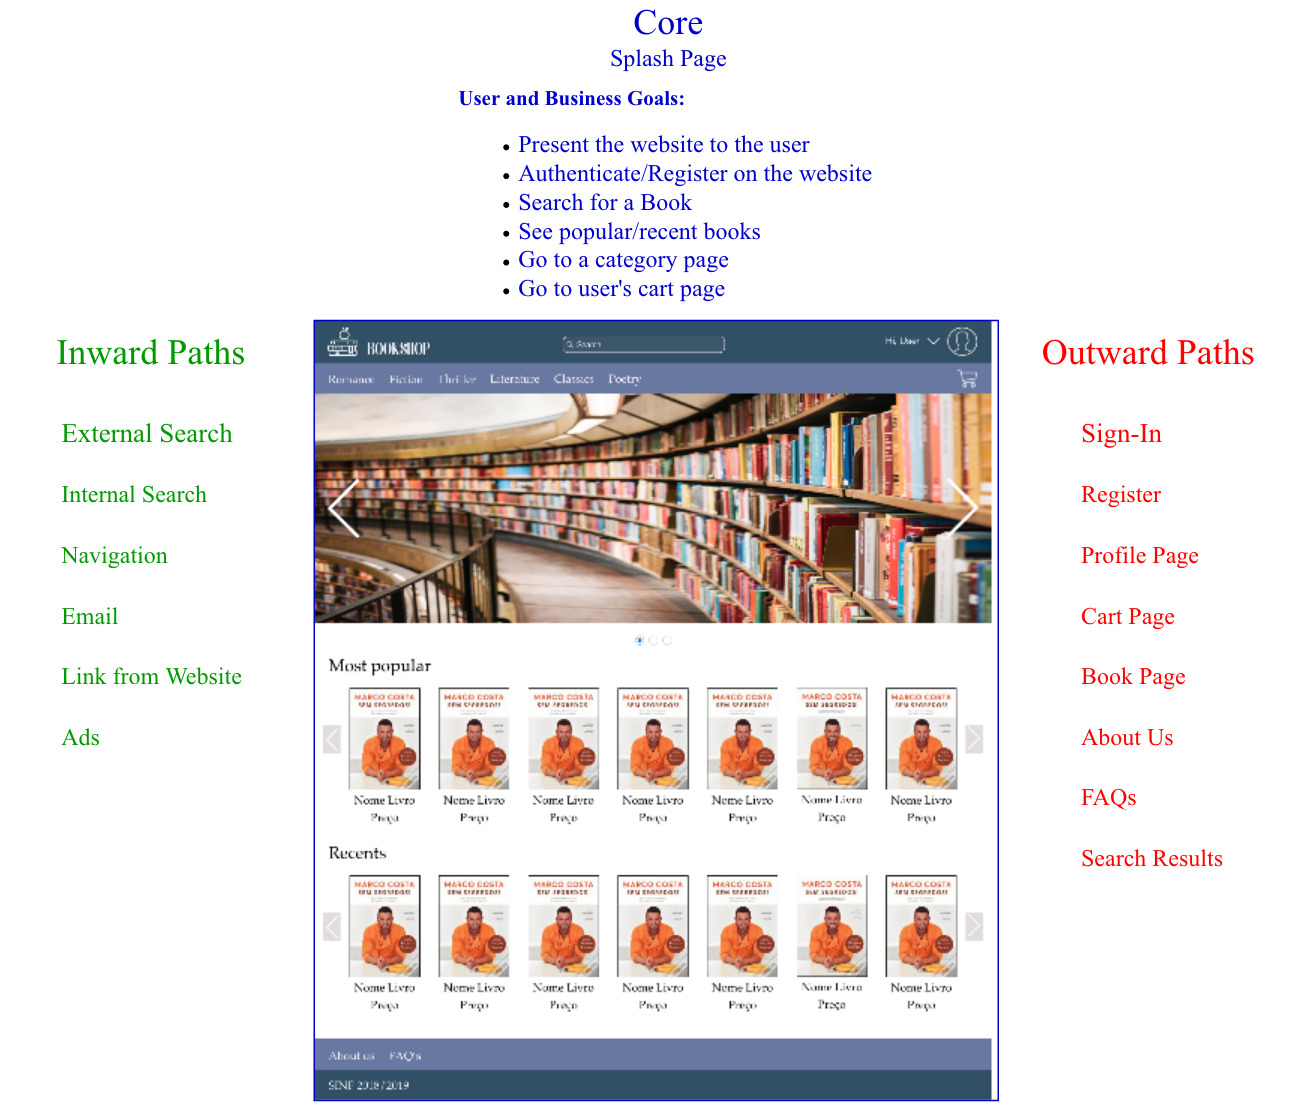 Core
Splash Page
User and Business Goals:
Present the website to the user
Authenticate/Register on the website
Search for a Book
See popular/recent books
Go to a category page
Go to user's cart page
Inward Paths
External Search
Internal Search
Navigation
Email
Link from Website
Ads
BOOKSHOP
Search
Hi, User
Romance Fiction Thriller Literature Classics Poetry
Most popular
MARCO COSTA MARCO COSTA MARCO COSTA MARCO COSTA MARCO COSTA MARCO COSTA MARCO COSTA
SEM SEGREDOS SEM SEGREDOS SEM SEGREDOS SEM SEGREDOS SEM SEGREDOS SEM SEGREDOS SEM SEGREDOS
Nome Livro Nome Livro Nome Livro Nome Livro Nome Livro Nome Livro Nome Livro
Preço Preço Preço Preço Preço Preço Preço
Recents
MARCO COSTA MARCO COSTA MARCO COSTA MARCO COSTA MARCO COSTA MARCO COSTA MARCO COSTA
SEM SEGREDOS SEM SEGREDOS SEM SEGREDOS SEM SEGREDOS SEM SEGREDOS SEM SEGREDOS SEM SEGREDOS
Nome Livro Nome Livro Nome Livro Nome Livro Nome Livro Nome Livro Nome Livro
Preço Preço Preço Preço Preço Preço Preço
About us FAQ's
SINF 2018/2019
Outward Paths
Sign-In
Register
Profile Page
Cart Page
Book Page
About Us
FAQs
Search Results